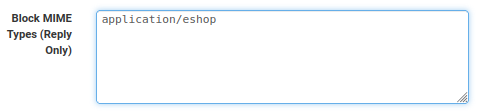 Block MIME
Types (Reply
Only)
application/eshop